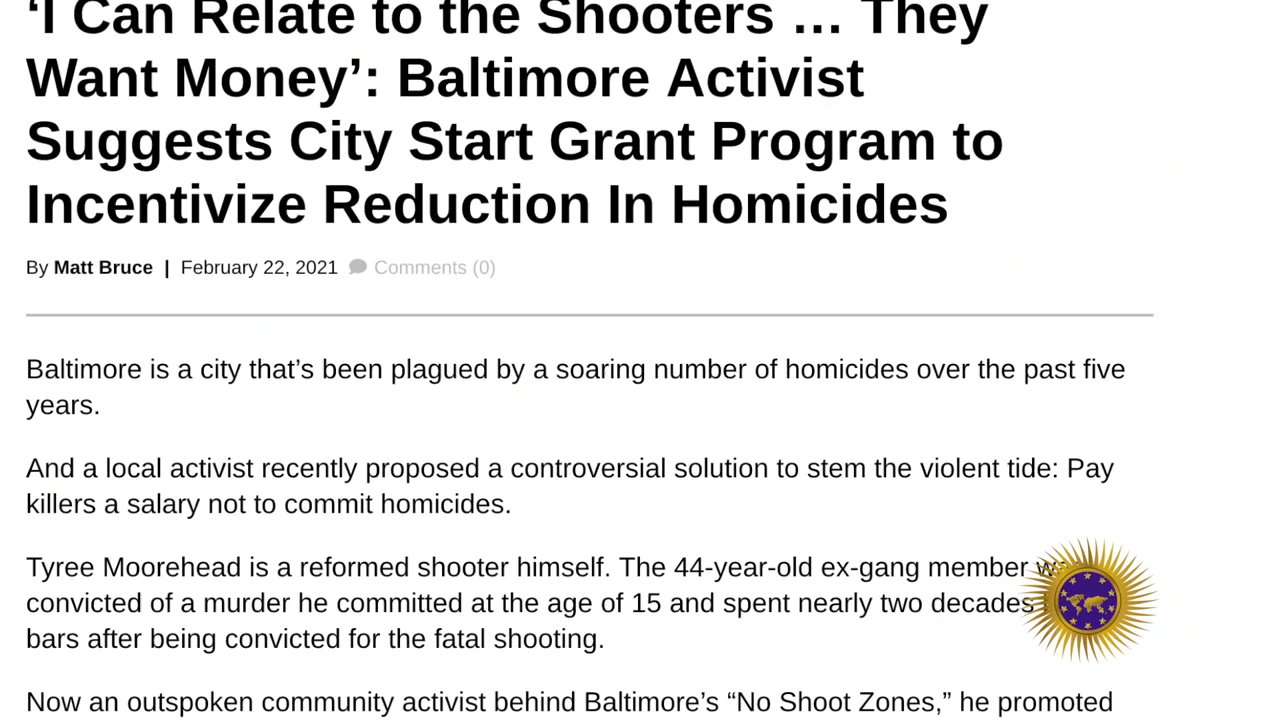 ‘I Can Relate to the Shooters … They
Want Money’: Baltimore Activist
Suggests City Start Grant Program to
Incentivize Reduction In Homicides
By Matt Bruce | February 22, 2021 Comments (0)
Baltimore is a city that’s been plagued by a soaring number of homicides over the past five
years.
And a local activist recently proposed a controversial solution to stem the violent tide: Pay
killers a salary not to commit homicides.
Tyree Moorehead is a reformed shooter himself. The 44-year-old ex-gang member
convicted of a murder he committed at the age of 15 and spent nearly two decades
bars after being convicted for the fatal shooting.
Now an outspoken community activist behind Baltimore’s “No Shoot Zones,” he promoted